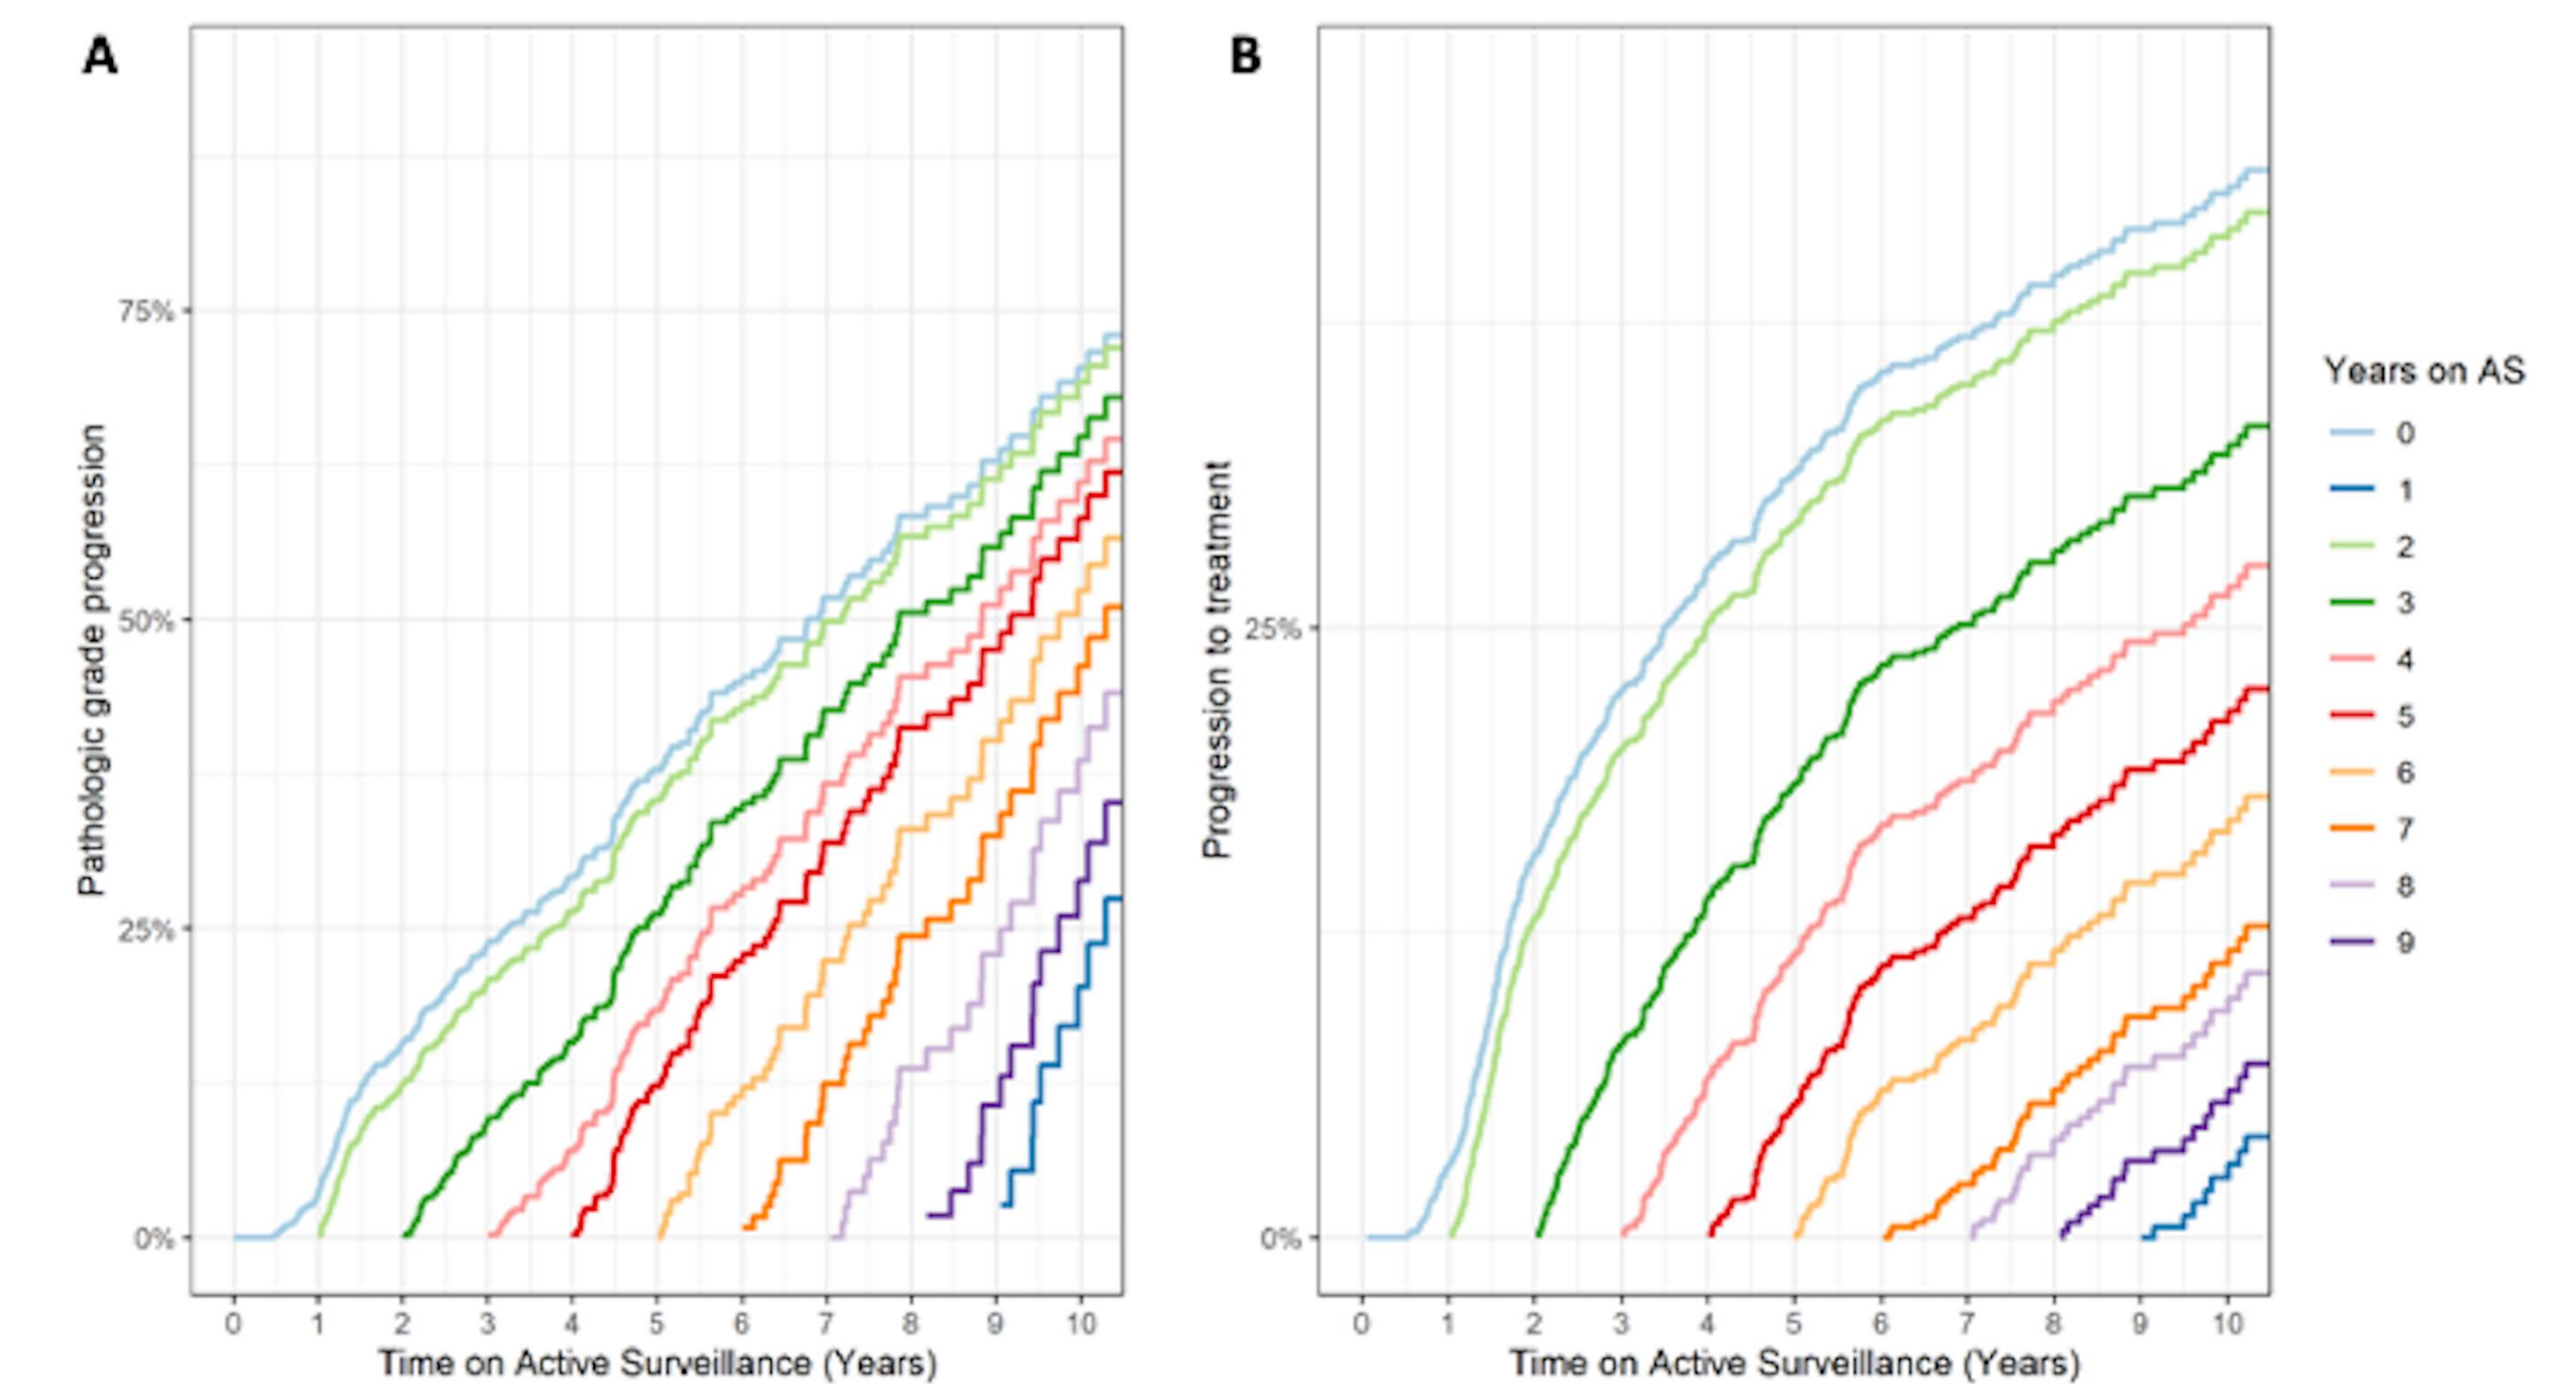 A
B
75%
50%
25%
0%
Pathologic grade progression
0 1 2 3 4 5 6 7 8 9 10
Time on Active Surveillance (Years)
25%
0%
Progression to treatment
0 1 2 3 4 5 6 7 8 9 10
Time on Active Surveillance (Years)
Years on AS
0
1
2
3
4
5
6
7
8
9